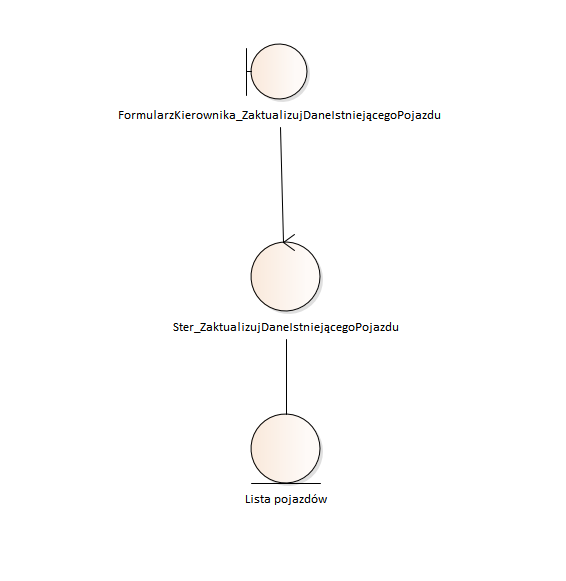 FormularzKierownika_ZaktualizujDaneIstniejącegoPojazdu
Ster_ZaktualizujDaneIstniejącegoPojazdu
Lista pojazdów